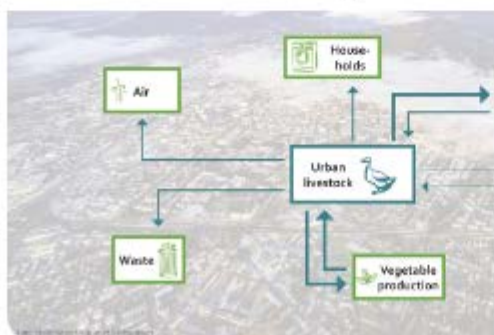 House-
holds
Air
Urban
livestock
Waste
Vegetable
production